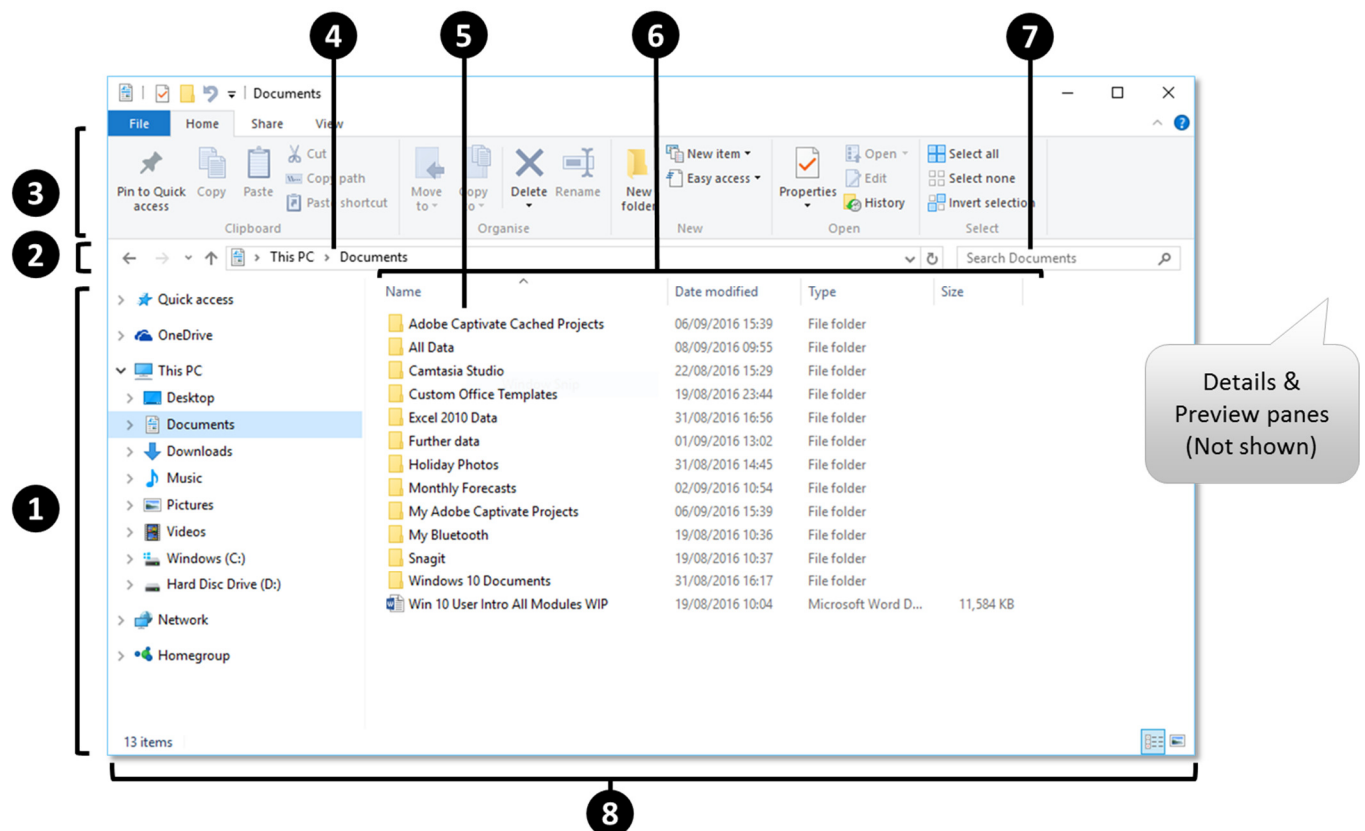 4 5 6 7
Documents
File Home Share View
3
Pin to Quick access
Copy
Paste
Cut
Copy path
Paste shortcut
Clipboard
Move to
Copy to
Delete
Rename
Organise
New folder
New item
Easy access
New
Properties
Open
Edit
History
Open
Select all
Select none
Invert selection
Select
2
This PC > Documents
Search Documents
1
Quick access
OneDrive
This PC
Desktop
Documents
Downloads
Music
Pictures
Videos
Windows (C:)
Hard Disc Drive (D:)
Network
Homegroup
Name Date modified Type Size
Adobe Captivate Cached Projects 06/09/2016 15:39 File folder
All Data 08/09/2016 09:55 File folder
Camtasia Studio 22/08/2016 15:29 File folder
Custom Office Templates 19/08/2016 23:44 File folder
Excel 2010 Data 31/08/2016 16:56 File folder
Further data 01/09/2016 13:02 File folder
Holiday Photos 31/08/2016 14:45 File folder
Monthly Forecasts 02/09/2016 10:54 File folder
My Adobe Captivate Projects 06/09/2016 15:39 File folder
My Bluetooth 19/08/2016 10:36 File folder
Snagit 19/08/2016 10:37 File folder
Windows 10 Documents 31/08/2016 16:17 File folder
Win 10 User Intro All Modules WIP 19/08/2016 10:04 Microsoft Word D... 11,584 KB
Details &
Preview panes
(Not shown)
13 items
8